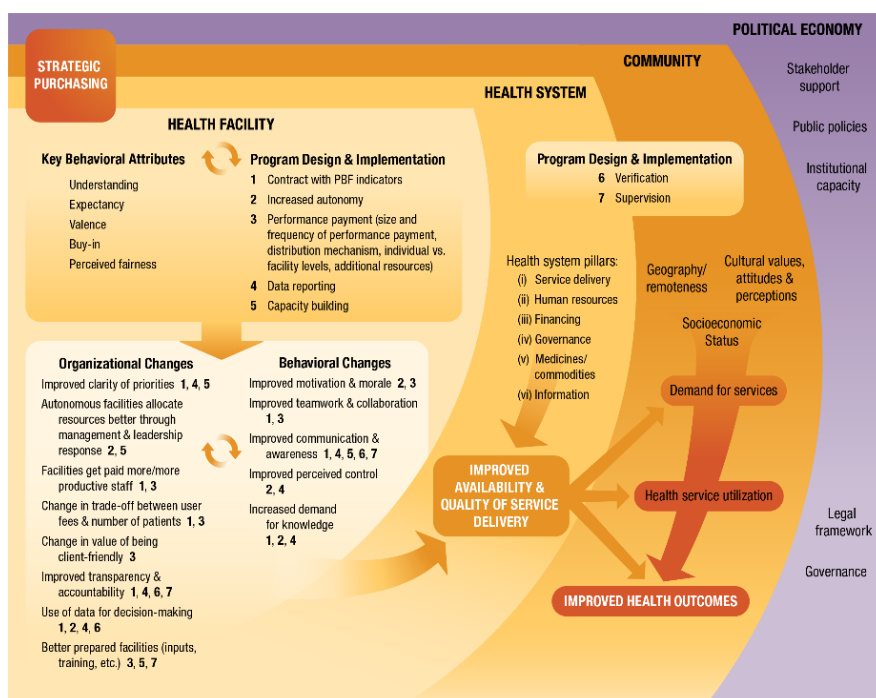 POLITICAL ECONOMY
STRATEGIC
PURCHASING
COMMUNITY
Stakeholder
support
HEALTH SYSTEM
HEALTH FACILITY
Public policies
Institutional
capacity
Key Behavioral Attributes
Understanding
Expectancy
Valence
Buy-in
Perceived fairness
Program Design & Implementation
1 Contract with PBF indicators
2 Increased autonomy
3 Performance payment (size and
frequency of performance payment,
distribution mechanism, individual vs.
facility levels, additional resources)
4 Data reporting
5 Capacity building
Program Design & Implementation
6 Verification
7 Supervision
Health system pillars:
(i) Service delivery
(ii) Human resources
(iii) Financing
(iv) Governance
(v) Medicines/
commodities
(vi) Information
Geography/
remoteness
Cultural values,
attitudes &
perceptions
Socioeconomic
Status
Organizational Changes
Improved clarity of priorities 1, 4, 5
Autonomous facilities allocate
resources better through
management & leadership
response 2, 5
Facilities get paid more/more
productive staff 1, 3
Change in trade-off between user
fees & number of patients 1, 3
Change in value of being
client-friendly 3
Improved transparency &
accountability 1, 4, 6, 7
Use of data for decision-making
1, 2, 4, 6
Better prepared facilities (inputs,
training, etc.) 3, 5, 7
Behavioral Changes
Improved motivation & morale 2, 3
Improved teamwork & collaboration
1, 3
Improved communication &
awareness 1, 4, 5, 6, 7
Improved perceived control
2, 4
Increased demand
for knowledge
1, 2, 4
IMPROVED
AVAILABILITY &
QUALITY OF SERVICE
DELIVERY
Demand for services
Health service utilization
IMPROVED HEALTH OUTCOMES
Legal
framework
Governance